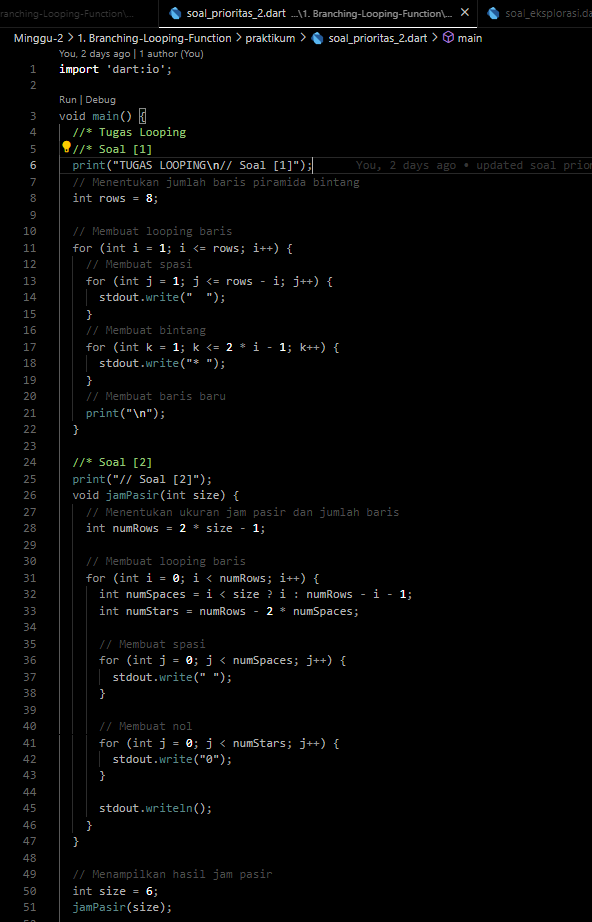 ranching-Looping-Function\... soal_prioritas_2.dart ...\1. Branching-Looping-Function\... soal_eksplorasi.da
Minggu-2 > 1. Branching-Looping-Function > praktikum > soal_prioritas_2.dart > main
You, 2 days ago | 1 author (You)
1 import 'dart:io';
2
Run | Debug
3 void main() {
4 //* Tugas Looping
5 //* Soal [1]
6 print("TUGAS LOOPING\n// Soal [1]"); You, 2 days ago • updated soal prior
7 // Menentukan jumlah baris piramida bintang
8 int rows = 8;
9
10 // Membuat looping baris
11 for (int i = 1; i <= rows; i++) {
12 // Membuat spasi
13 for (int j = 1; j <= rows - i; j++) {
14 stdout.write("  ");
15 }
16 // Membuat bintang
17 for (int k = 1; k <= 2 * i - 1; k++) {
18 stdout.write("* ");
19 }
20 // Membuat baris baru
21 print("\n");
22 }
23
24 //* Soal [2]
25 print("// Soal [2]");
26 void jamPasir(int size) {
27 // Menentukan ukuran jam pasir dan jumlah baris
28 int numRows = 2 * size - 1;
29
30 // Membuat looping baris
31 for (int i = 0; i < numRows; i++) {
32 int numSpaces = i < size ? i : numRows - i - 1;
33 int numStars = numRows - 2 * numSpaces;
34
35 // Membuat spasi
36 for (int j = 0; j < numSpaces; j++) {
37 stdout.write(" ");
38 }
39
40 // Membuat nol
41 for (int j = 0; j < numStars; j++) {
42 stdout.write("0");
43 }
44
45 stdout.writeln();
46 }
47 }
48
49 // Menampilkan hasil jam pasir
50 int size = 6;
51 jamPasir(size);